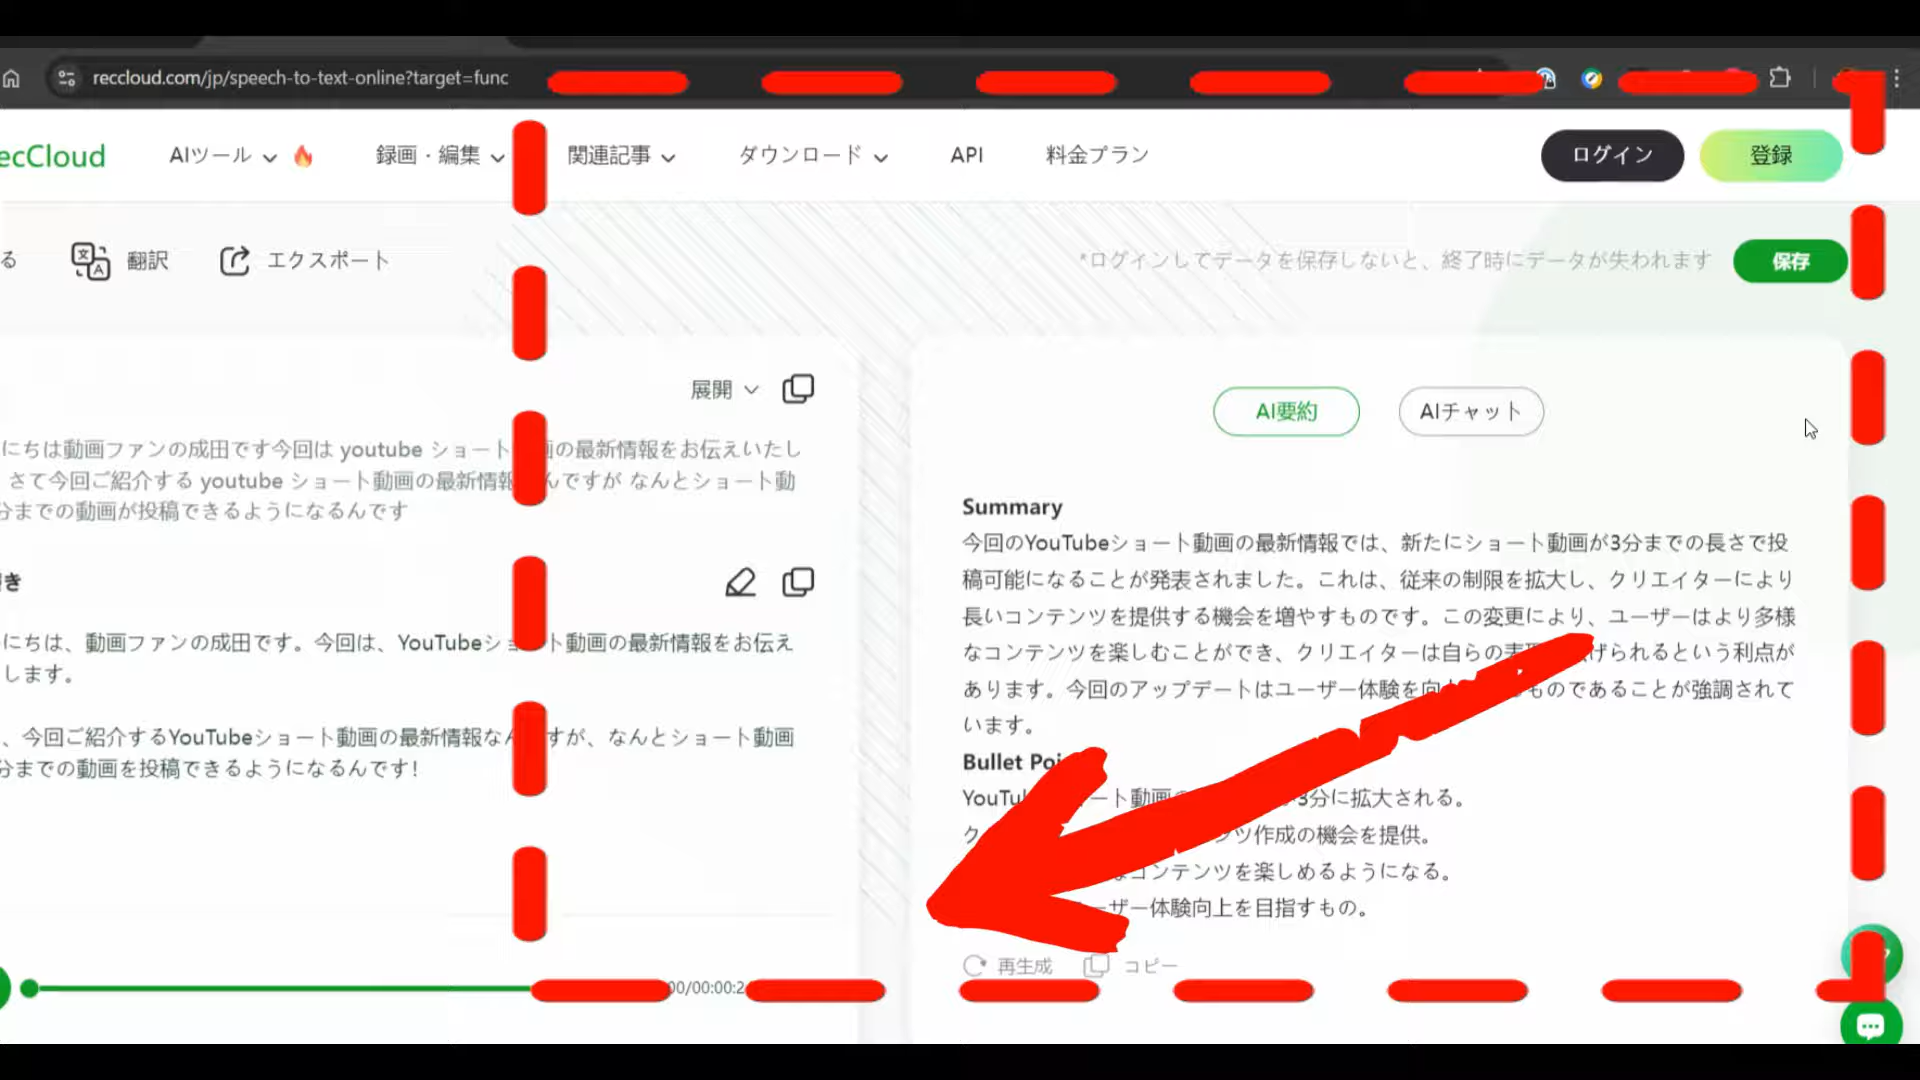 reccloud.com/jp/speech-to-text-online?target=func
ecCloud AIツール 録画・編集 関連記事 ダウンロード API 料金プラン ログイン 登録
る 翻訳 エクスポート *ログインしてデータを保存しないと、終了時にデータが失われます 保存
展開
にちは動画ファンの成田です今回は youtube ショート 画の最新情報をお伝えいたし
さて今回ご紹介する youtube ショート動画の最新情報 んですが なんとショート動
分までの動画が投稿できるようになるんです
き
にちは、動画ファンの成田です。今回は、YouTubeシ ト動画の最新情報をお伝え
します。
、今回ご紹介するYouTubeショート動画の最新情報な すが、なんとショート動画
分までの動画を投稿できるようになるんです!
00/00:00:2
AI要約 AIチャット
Summary
今回のYouTubeショート動画の最新情報では、新たにショート動画が3分までの長さで投
稿可能になることが発表されました。これは、従来の制限を拡大し、クリエイターにより
長いコンテンツを提供する機会を増やすものです。この変更により、ユーザーはより多様
なコンテンツを楽しむことができ、クリエイターは自らの げられるという利点が
あります。今回のアップデートはユーザー体験を向 ものであることが強調されて
います。
Bullet Poi
YouTu ート動画の 3分に拡大される。
ク ツ作成の機会を提供。
コンテンツを楽しめるようになる。
ーザー体験向上を目指すもの。
再生成 コピー